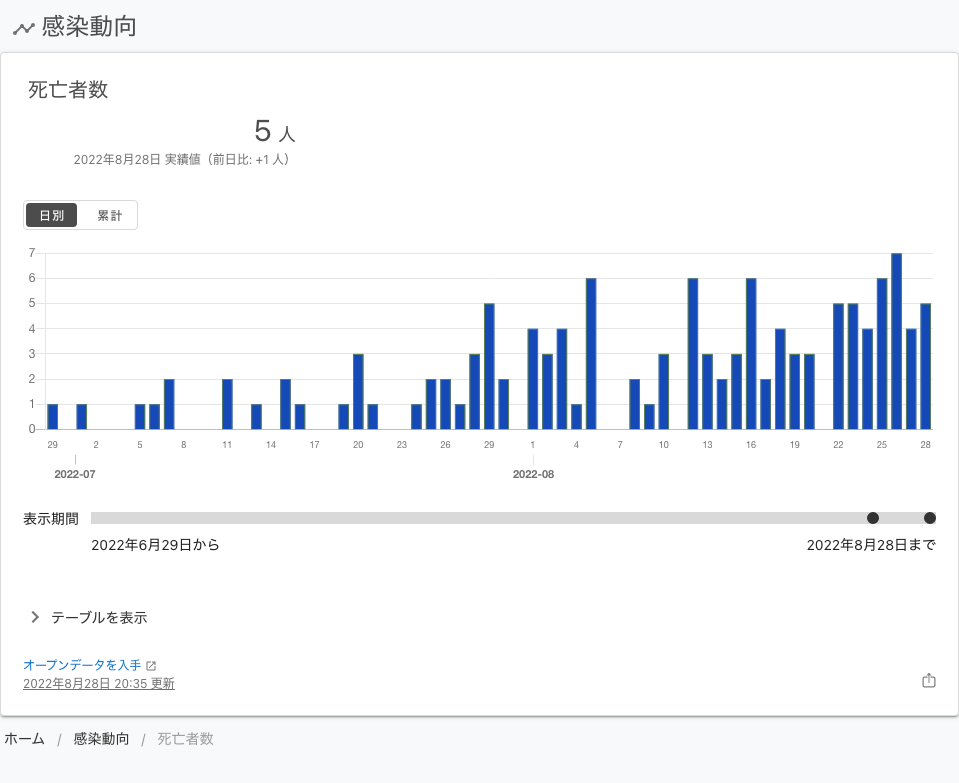 感染動向
死亡者数
5 人
2022年8月28日 実績値（前日比: +1 人）
日別 累計
7
6
5
4
3
2
1
0
29 2 5 8 11 14 17 20 23 26 29 1 4 7 10 13 16 19 22 25 28
2022-07 2022-08
表示期間
2022年6月29日から 2022年8月28日まで
テーブルを表示
オープンデータを入手
2022年8月28日 20:35 更新
ホーム / 感染動向 / 死亡者数